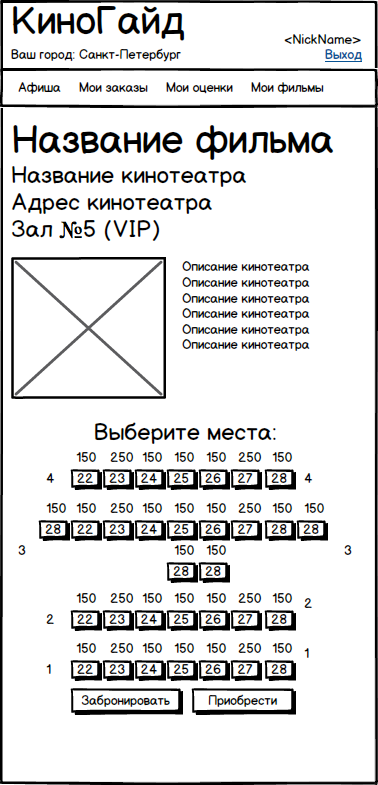 КиноГайд
<NickName>
Ваш город: Санкт-Петербург
Выход
Афиша Мои заказы Мои оценки Мои фильмы
Название фильма
Название кинотеатра
Адрес кинотеатра
Зал №5 (VIP)
Описание кинотеатра
Описание кинотеатра
Описание кинотеатра
Описание кинотеатра
Описание кинотеатра
Описание кинотеатра
Выберите места:
150 250 150 150 150 250 150
4 22 23 24 25 26 27 28 4
150 150 250 150 150 150 250 150 150
28 22 23 24 25 26 27 28 28
3 150 150 3
28 28
150 250 150 150 150 250 150 2
2 22 23 24 25 26 27 28
150 250 150 150 150 250 150 1
1 22 23 24 25 26 27 28
Забронировать Приобрести